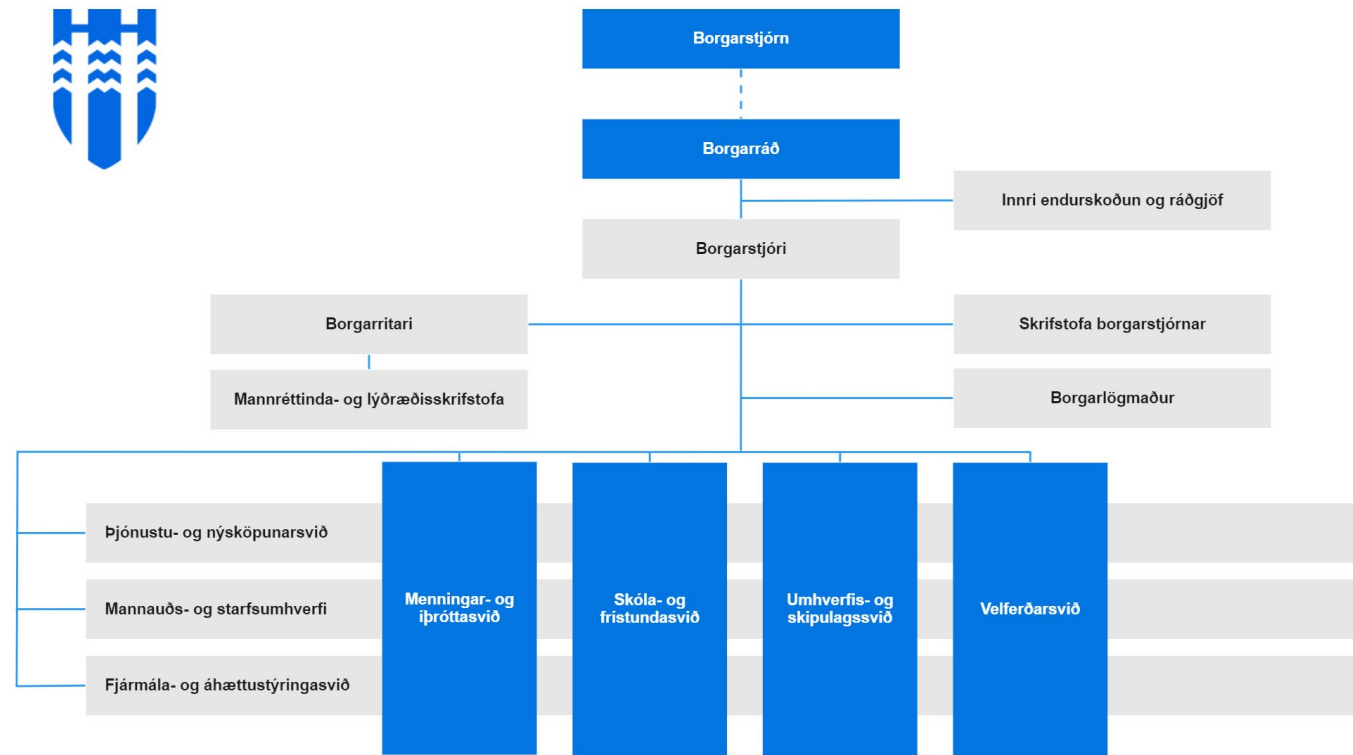 Borgarstjórn
Borgarráð
Innri endurskoðun og ráðgjöf
Borgarstjóri
Borgarritari
Skrifstofa borgarstjórnar
Mannréttinda- og lýðræðisskrifstofa
Borgarlögmaður
Þjónustu- og nýsköpunarsvið
Mannauðs- og starfsumhverfi
Fjármála- og áhættustýringasvið
Menningar- og
íþróttasvið
Skóla- og
frístundasvið
Umhverfis- og
skipulagssvið
Velferðarsvið